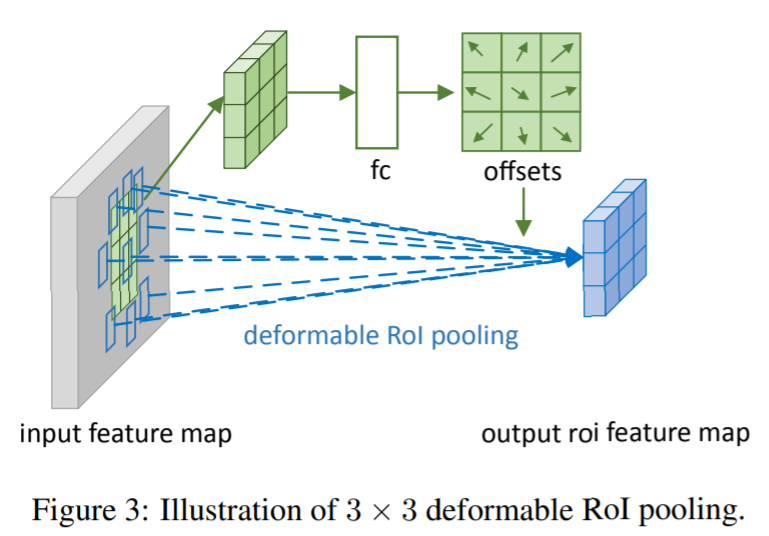 fc
offsets
deformable RoI pooling
input feature map
output roi feature map
Figure 3: Illustration of 3 × 3 deformable RoI pooling.